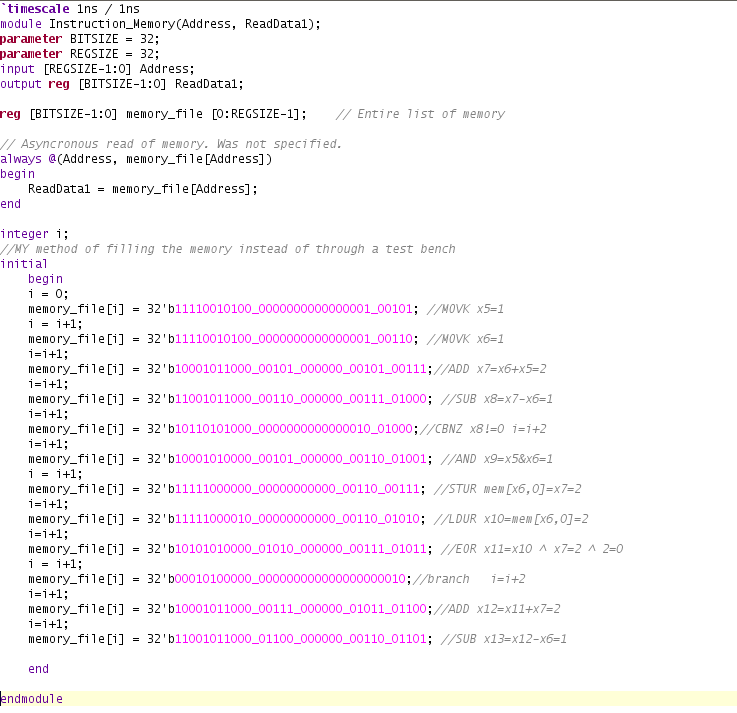 `timescale 1ns / 1ns
module Instruction_Memory(Address, ReadData1);
parameter BITSIZE = 32;
parameter REGSIZE = 32;
input [REGSIZE-1:0] Address;
output reg [BITSIZE-1:0] ReadData1;
reg [BITSIZE-1:0] memory_file [0:REGSIZE-1];    // Entire list of memory
// Asyncronous read of memory. Was not specified.
always @(Address, memory_file[Address])
begin
    ReadData1 = memory_file[Address];
end
integer i;
//MY method of filling the memory instead of through a test bench
initial
    begin
    i = 0;
    memory_file[i] = 32'b11110010100_0000000000000001_00101; //MOVK x5=1
    i = i+1;
    memory_file[i] = 32'b11110010100_0000000000000001_00110; //MOVK x6=1
    i=i+1;
    memory_file[i] = 32'b10001011000_00101_000000_00101_00111;//ADD x7=x6+x5=2
    i=i+1;
    memory_file[i] = 32'b11001011000_00110_000000_00111_01000; //SUB x8=x7-x6=1
    i=i+1;
    memory_file[i] = 32'b10110101000_0000000000000010_01000;//CBNZ x8!=0 i=i+2
    i=i+1;
    memory_file[i] = 32'b10001010000_00101_000000_00110_01001; //AND x9=x5&x6=1
    i = i+1;
    memory_file[i] = 32'b11111000000_00000000000_00110_00111; //STUR mem[x6,0]=x7=2
    i=i+1;
    memory_file[i] = 32'b11111000010_00000000000_00110_01010; //LDUR x10=mem[x6,0]=2
    i=i+1;
    memory_file[i] = 32'b10101010000_01010_000000_00111_01011; //EOR x11=x10 ^ x7=2 ^ 2=0
    i = i+1;
    memory_file[i] = 32'b00010100000_000000000000000000010;//branch   i=i+2
    i=i+1;
    memory_file[i] = 32'b10001011000_00111_000000_01011_01100;//ADD x12=x11+x7=2
    i=i+1;
    memory_file[i] = 32'b11001011000_01100_000000_00110_01101; //SUB x13=x12-x6=1
    end
endmodule